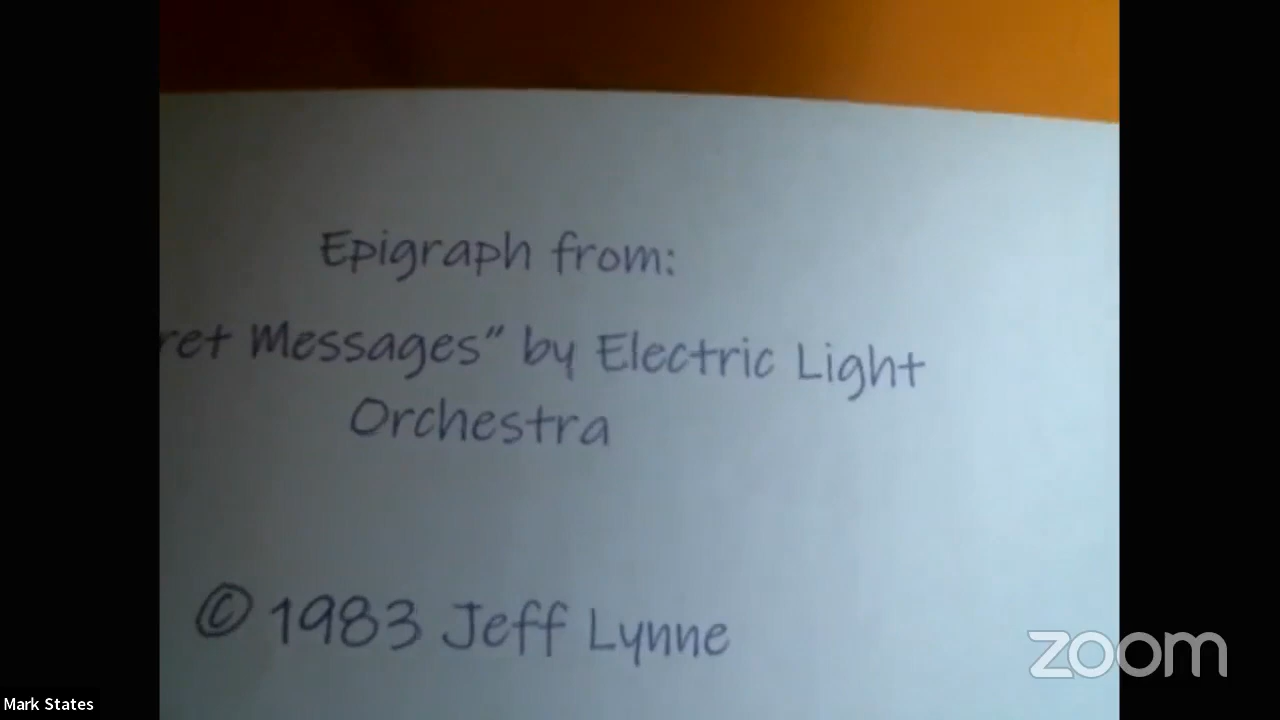 Epigraph from:
ret Messages” by Electric Light
Orchestra
© 1983 Jeff Lynne
zoom
Mark States